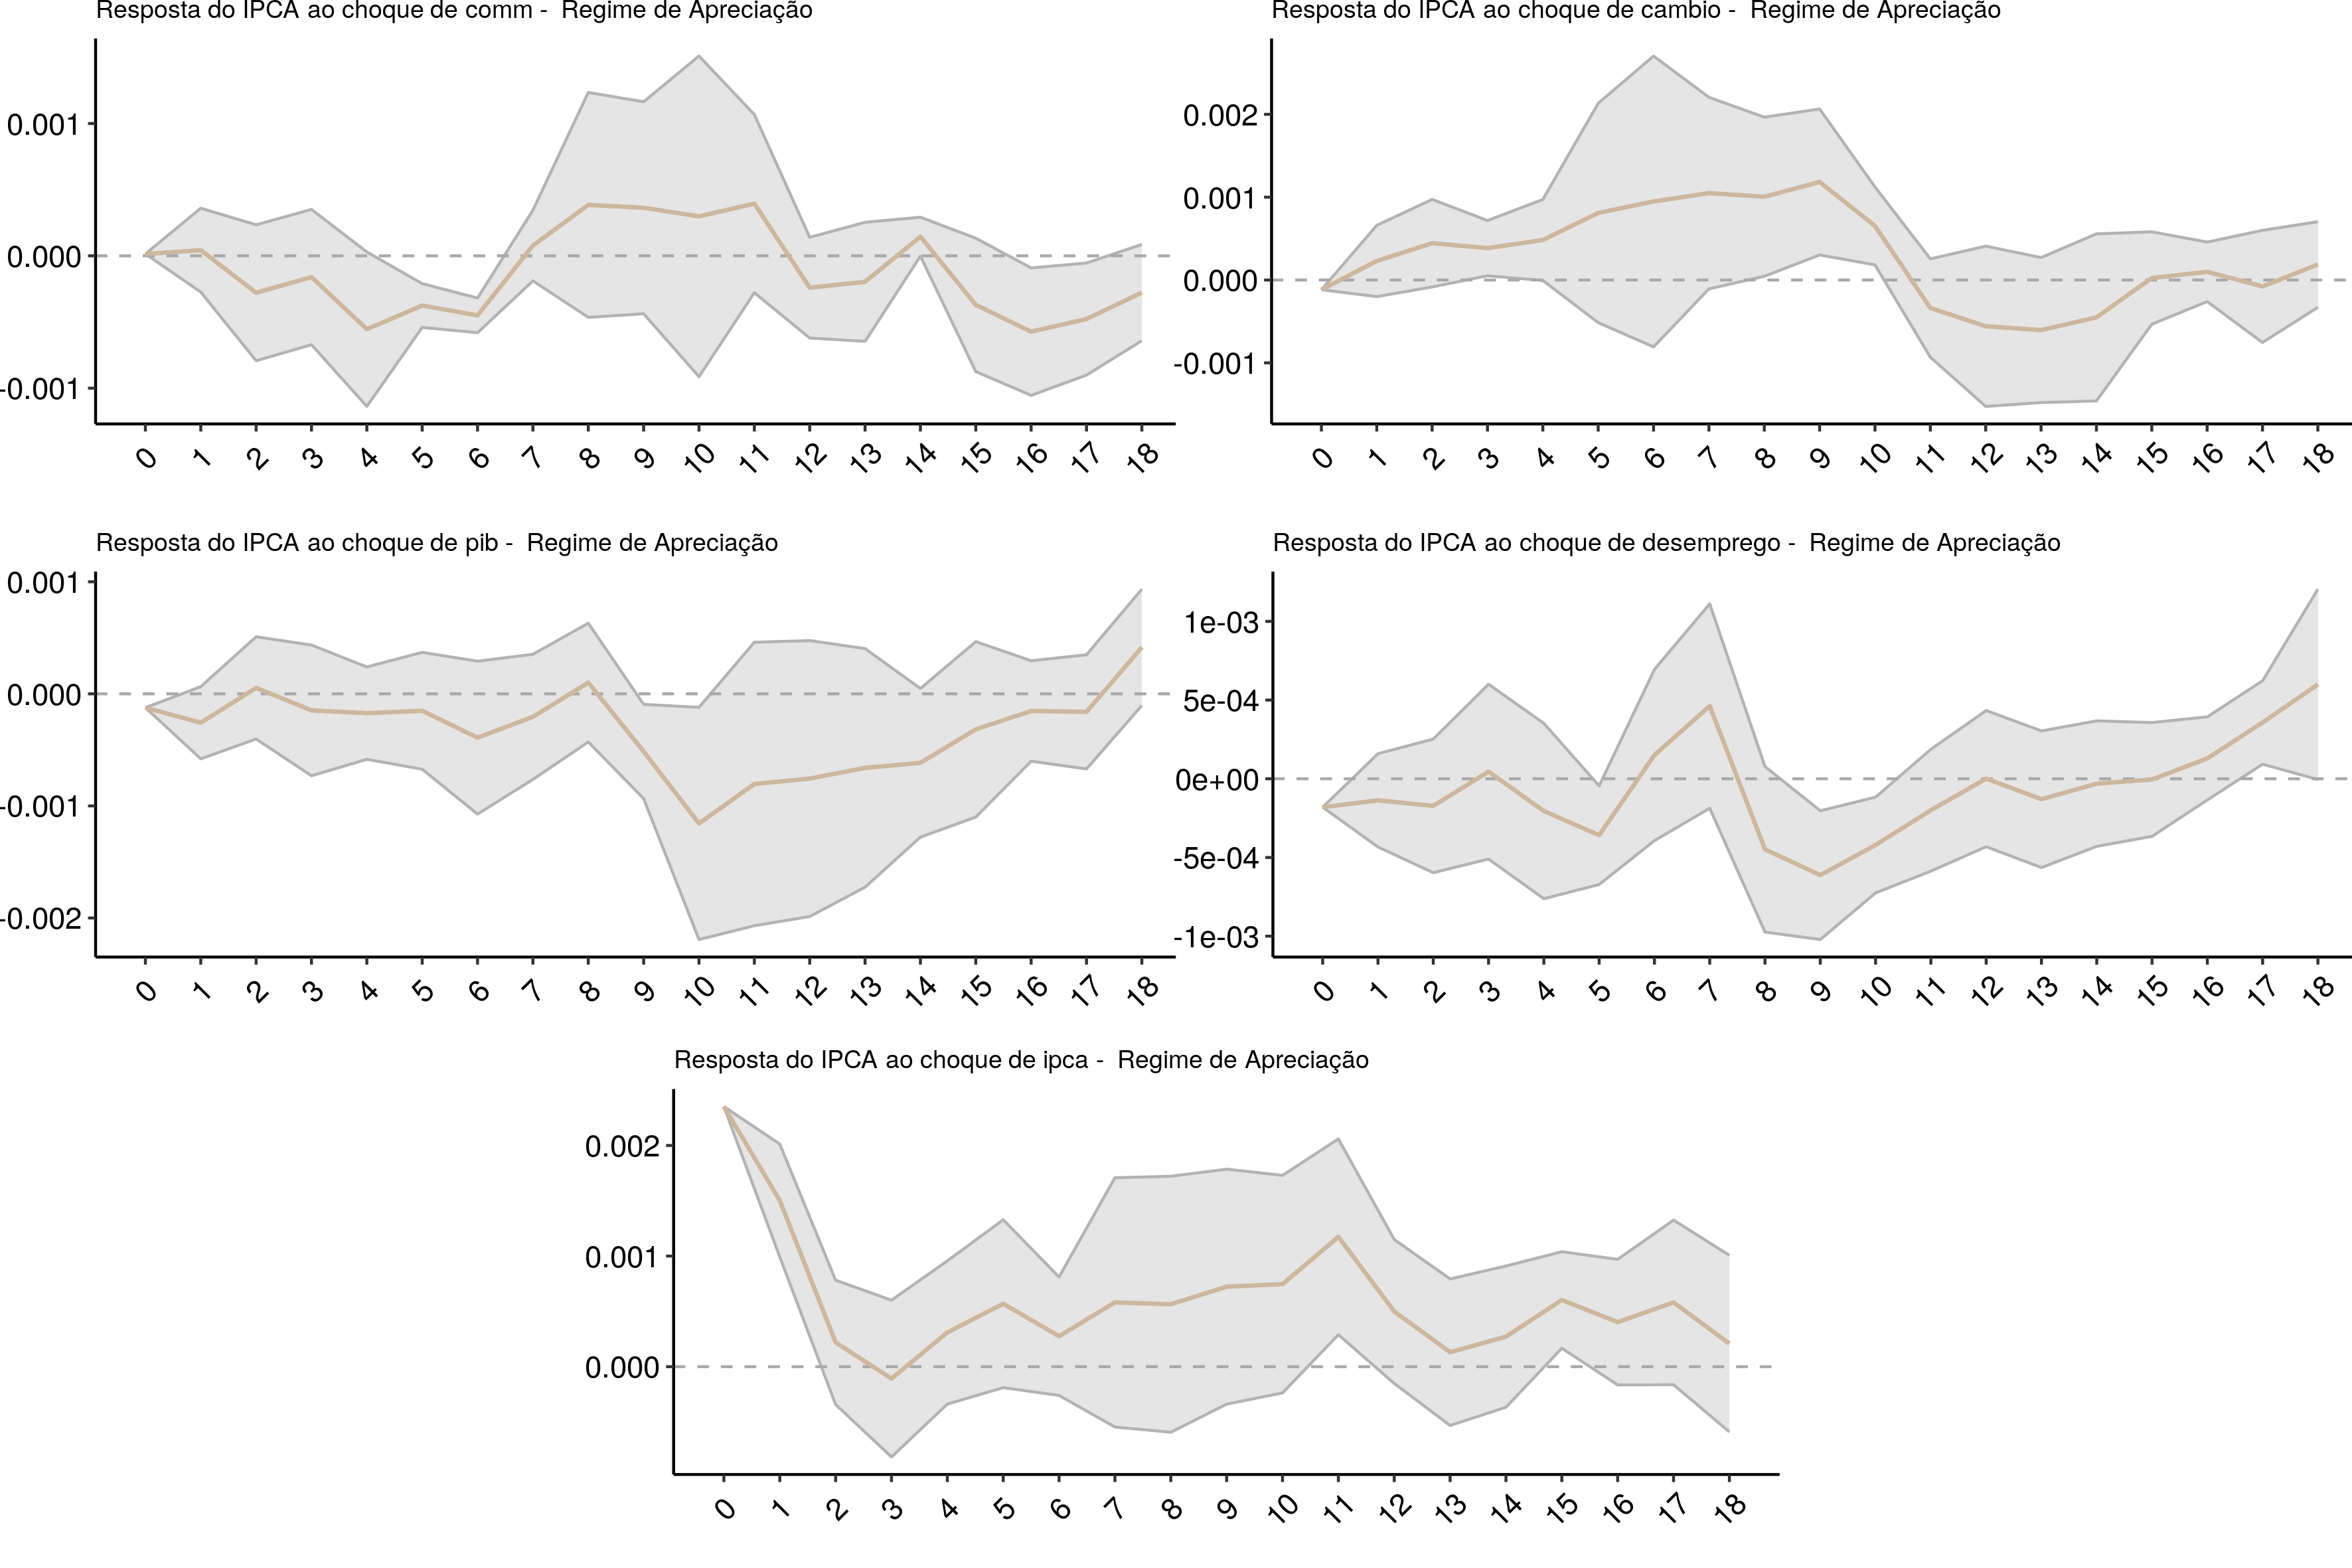 Resposta do IPCA ao choque de comm -  Regime de Apreciação
0.001
0.000
-0.001
0 1 2 3 4 5 6 7 8 9 10 11 12 13 14 15 16 17 18
Resposta do IPCA ao choque de cambio -  Regime de Apreciação
0.002
0.001
0.000
-0.001
0 1 2 3 4 5 6 7 8 9 10 11 12 13 14 15 16 17 18
Resposta do IPCA ao choque de pib -  Regime de Apreciação
0.001
0.000
-0.001
-0.002
0 1 2 3 4 5 6 7 8 9 10 11 12 13 14 15 16 17 18
Resposta do IPCA ao choque de desemprego -  Regime de Apreciação
1e-03
5e-04
0e+00
-5e-04
-1e-03
0 1 2 3 4 5 6 7 8 9 10 11 12 13 14 15 16 17 18
Resposta do IPCA ao choque de ipca -  Regime de Apreciação
0.002
0.001
0.000
0 1 2 3 4 5 6 7 8 9 10 11 12 13 14 15 16 17 18